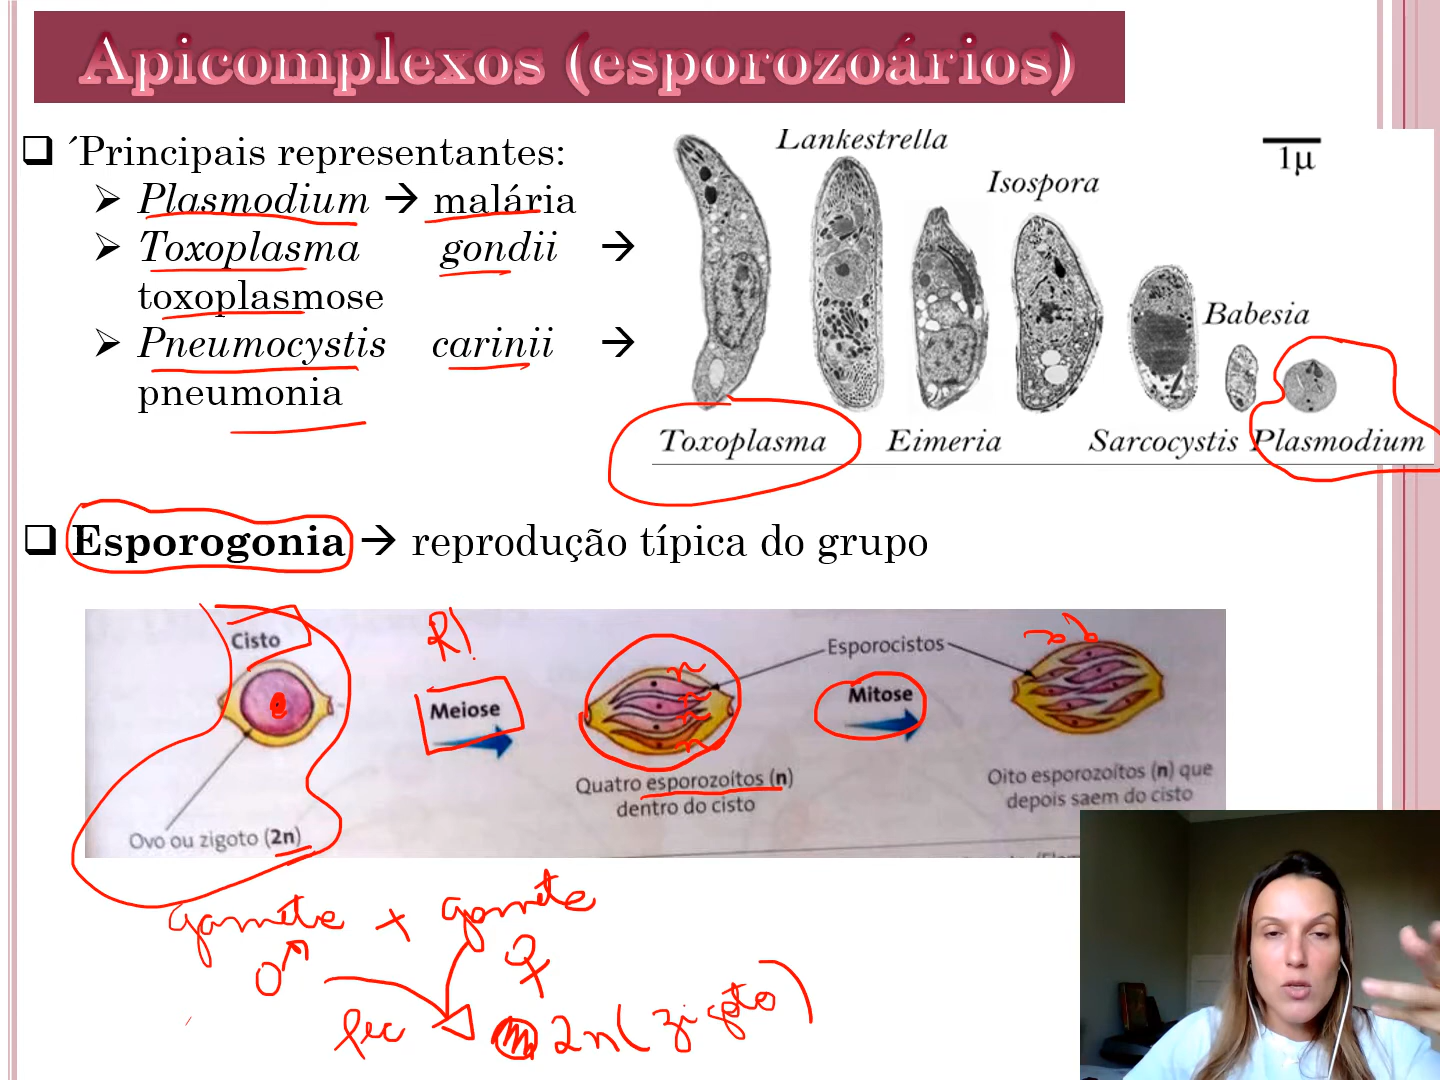 Apicomplexos (esporozoários)
❑ ´Principais representantes:
➢ Plasmodium → malária
➢ Toxoplasma gondii →
toxoplasmose
➢ Pneumocystis carinii →
pneumonia
Lankestrella
1µ
Isospora
Babesia
Toxoplasma
Eimeria
Sarcocystis
Plasmodium
❑ Esporogonia → reprodução típica do grupo
Cisto
R!
Meiose
n
n
n
n
Esporocistos
Mitose
Quatro esporozoítos (n)
dentro do cisto
Oito esporozoítos (n) que
depois saem do cisto
Ovo ou zigoto (2n)
gameta + gameta
♂ ♀
fec 2n (zigoto)